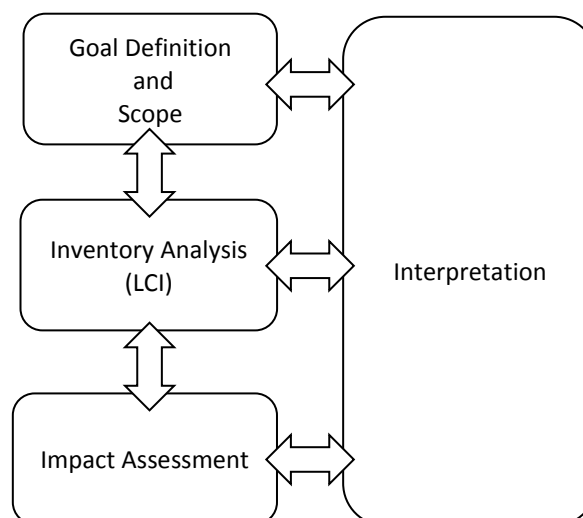 Goal Definition
and
Scope
Inventory Analysis
(LCI)
Interpretation
Impact Assessment